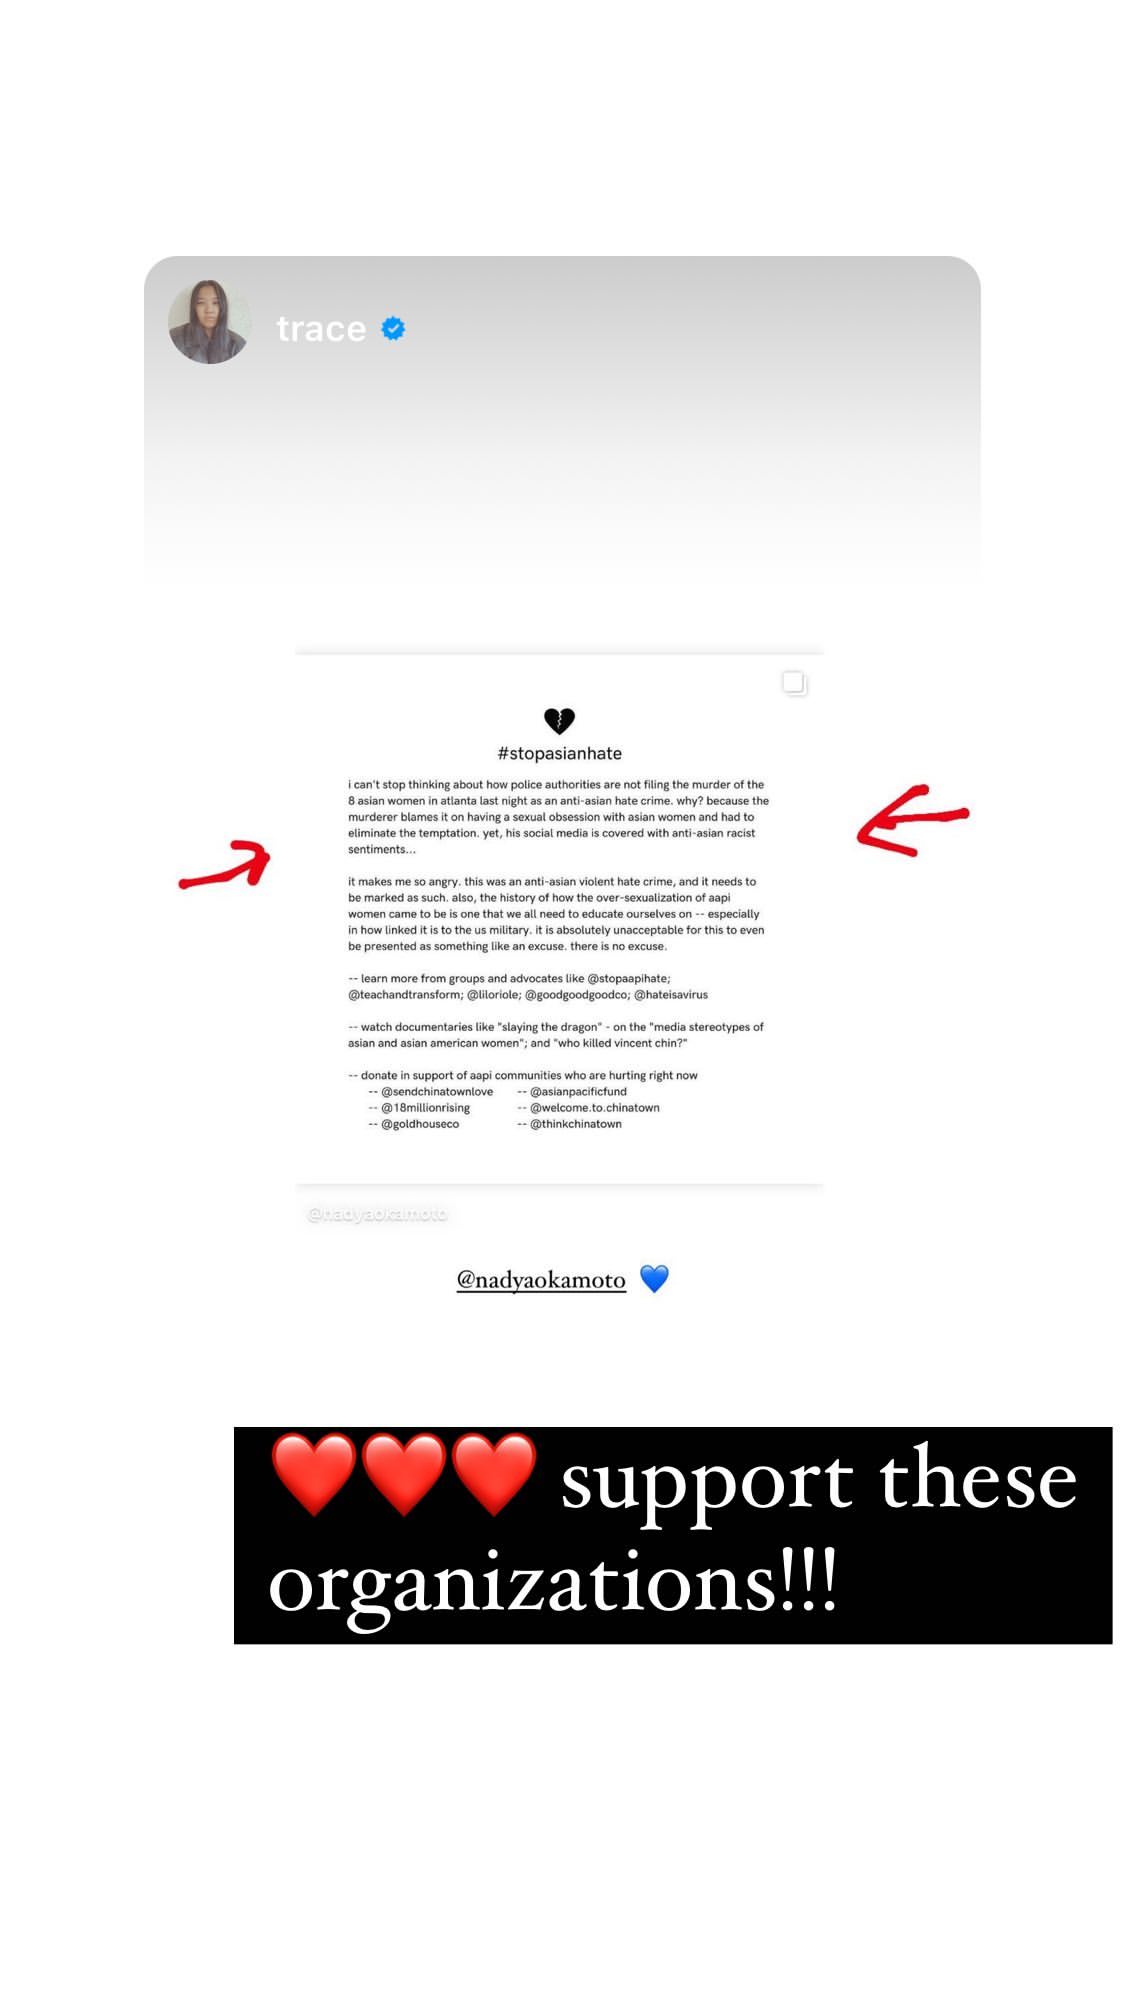 trace
#stopasianhate
i can't stop thinking about how police authorities are not filing the murder of the
8 asian women in atlanta last night as an anti-asian hate crime. why? because the
murderer blames it on having a sexual obsession with asian women and had to
eliminate the temptation. yet, his social media is covered with anti-asian racist
sentiments...
it makes me so angry. this was an anti-asian violent hate crime, and it needs to
be marked as such. also, the history of how the over-sexualization of aapi
women came to be is one that we all need to educate ourselves on -- especially
in how linked it is to the us military. it is absolutely unacceptable for this to even
be presented as something like an excuse. there is no excuse.
-- learn more from groups and advocates like @stopaapihate;
@teachandtransform; @liloriole; @goodgoodgoodco; @hateisavirus
-- watch documentaries like "slaying the dragon" - on the "media stereotypes of
asian and asian american women"; and "who killed vincent chin?"
-- donate in support of aapi communities who are hurting right now
-- @sendchinatownlove -- @asianpacificfund
-- @18millionrising -- @welcome.to.chinatown
-- @goldhouseco -- @thinkchinatown
@nadyaokamoto
@nadyaokamoto 💙
❤️❤️❤️ support these
organizations!!!